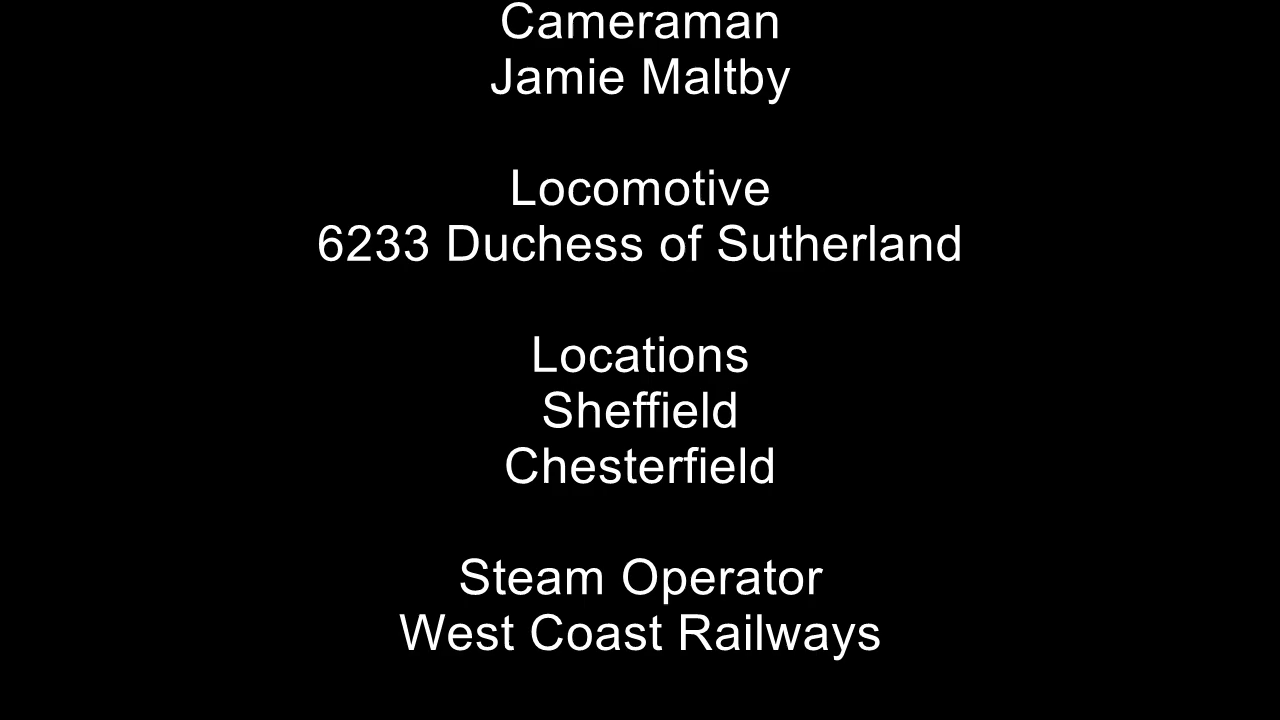 Cameraman
Jamie Maltby
Locomotive
6233 Duchess of Sutherland
Locations
Sheffield
Chesterfield
Steam Operator
West Coast Railways